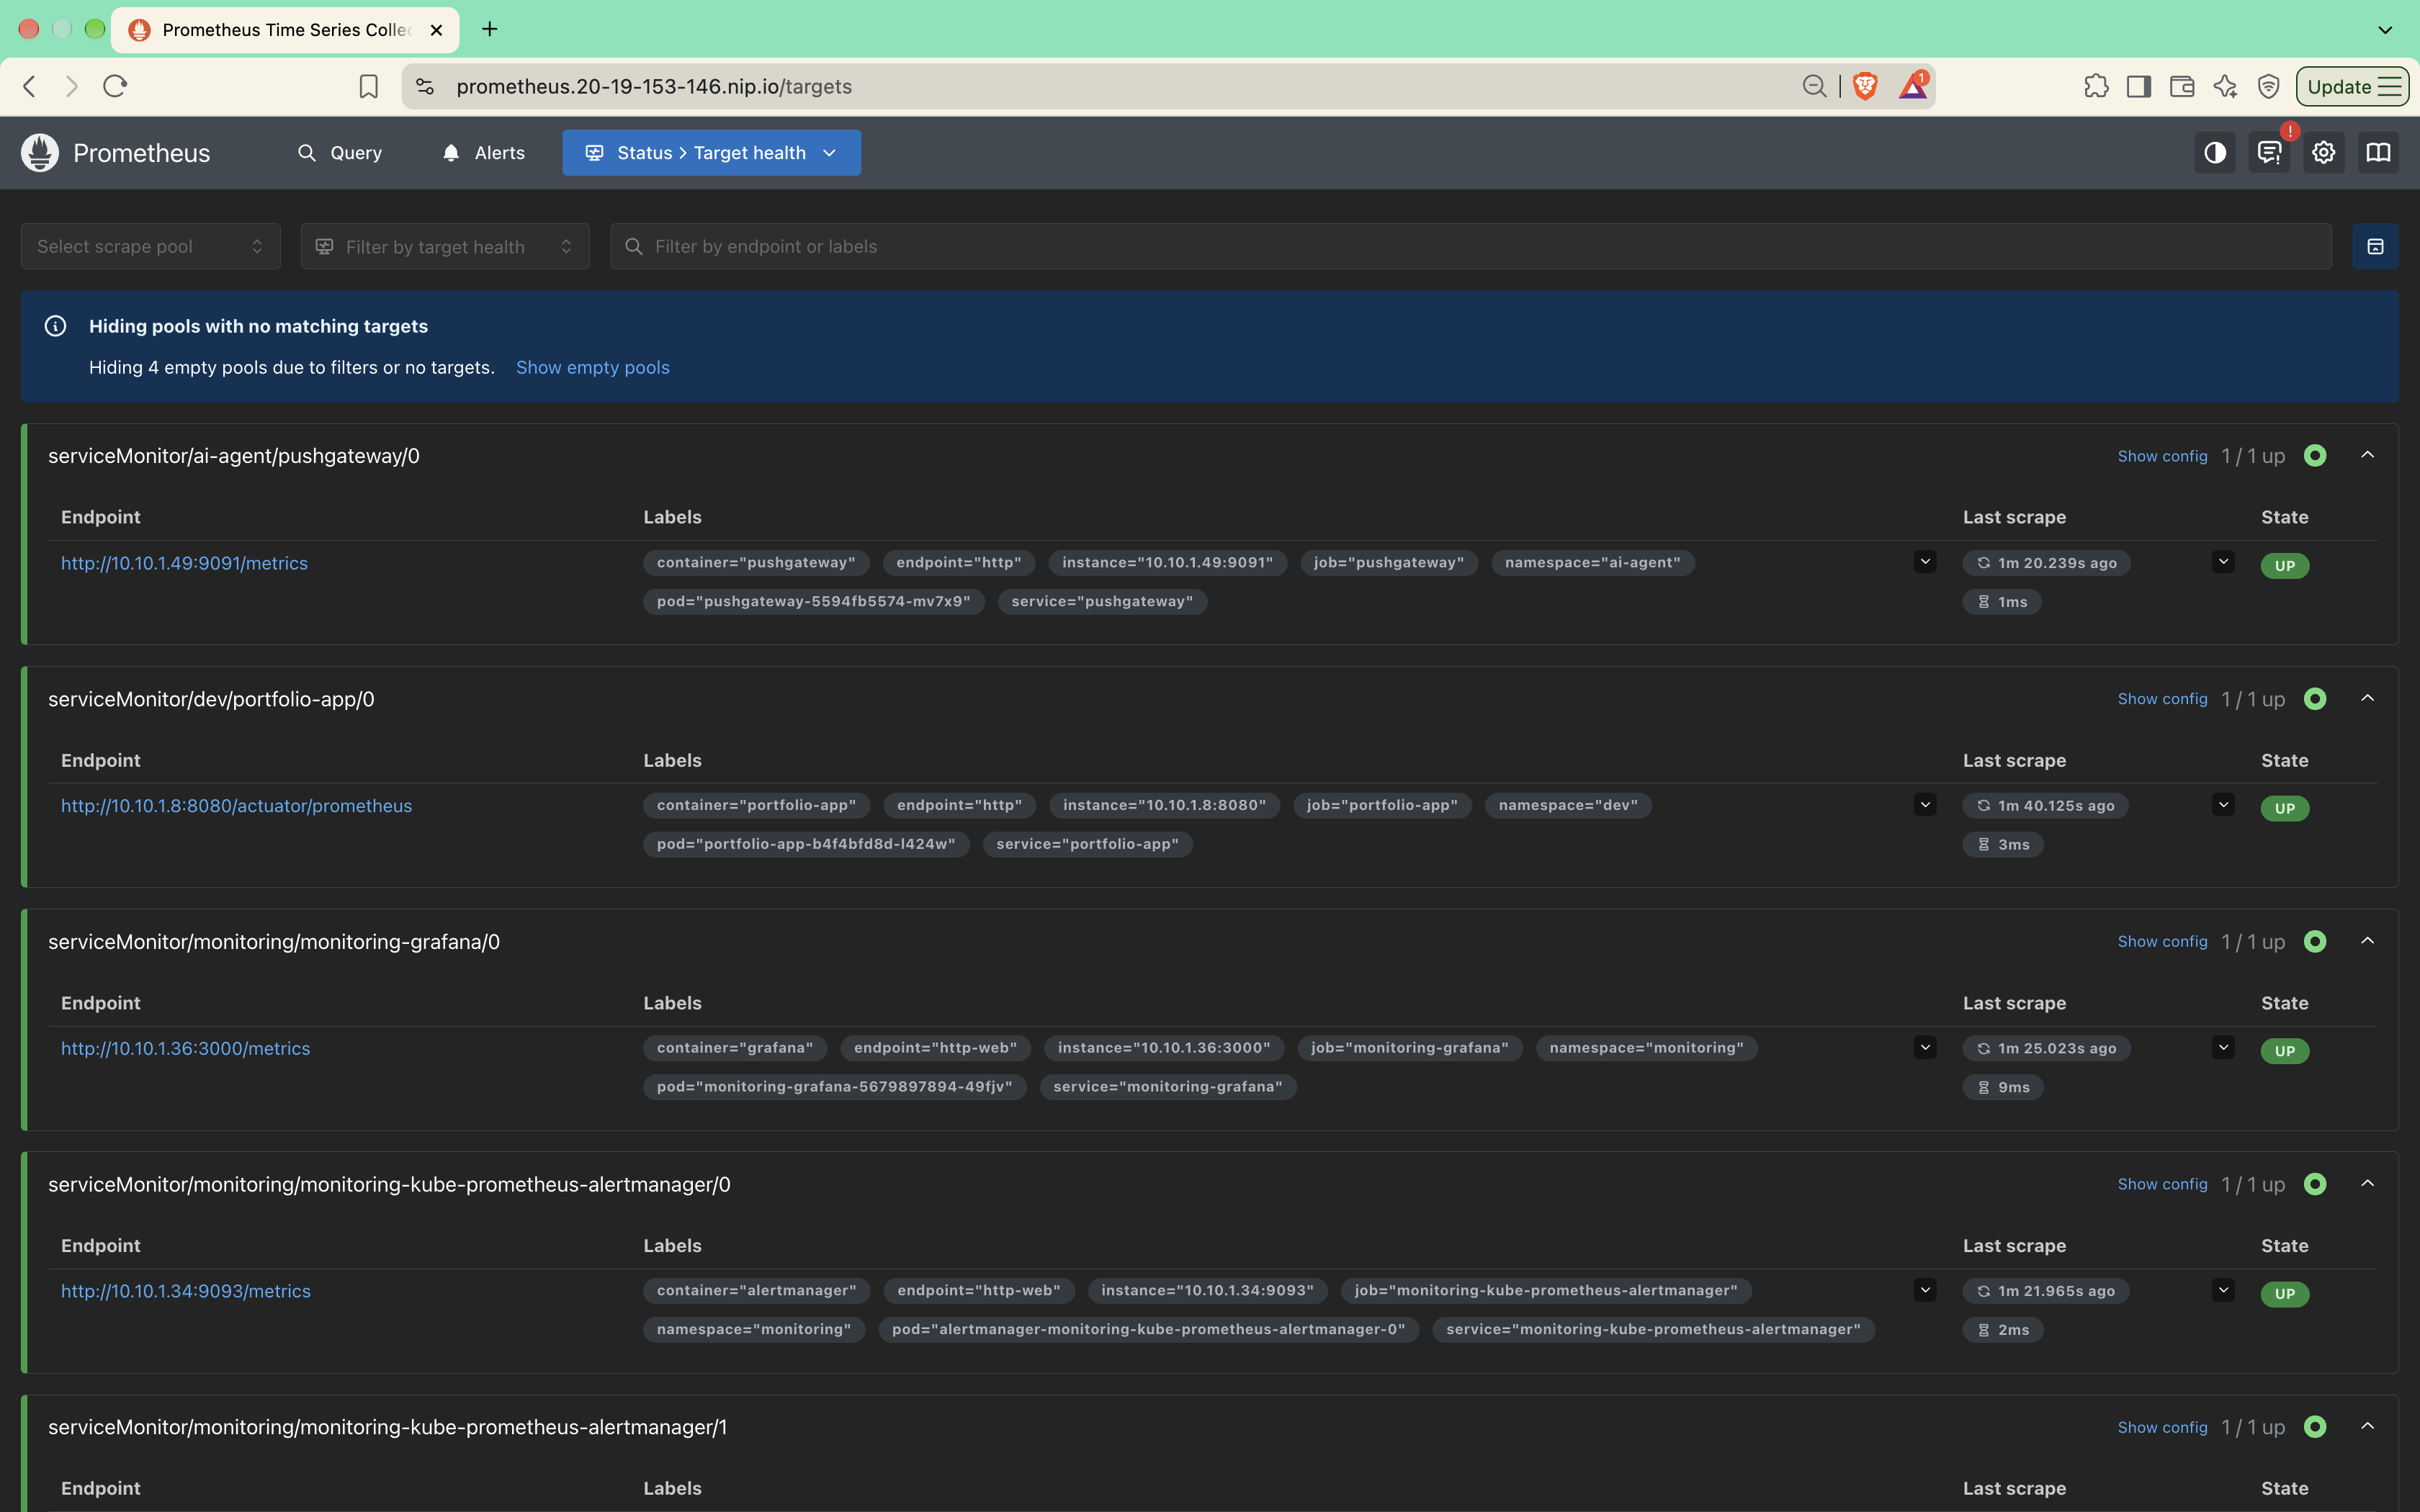 Prometheus Time Series Collec
prometheus.20-19-153-146.nip.io/targets
1
Update
Prometheus
Query
Alerts
Status > Target health
!
Select scrape pool
Filter by target health
Filter by endpoint or labels
Hiding pools with no matching targets
Hiding 4 empty pools due to filters or no targets. Show empty pools
serviceMonitor/ai-agent/pushgateway/0
Show config 1 / 1 up
Endpoint Labels Last scrape State
http://10.10.1.49:9091/metrics container="pushgateway" endpoint="http" instance="10.10.1.49:9091" job="pushgateway" namespace="ai-agent" 1m 20.239s ago UP
pod="pushgateway-5594fb5574-mv7x9" service="pushgateway" 1ms
serviceMonitor/dev/portfolio-app/0
Show config 1 / 1 up
Endpoint Labels Last scrape State
http://10.10.1.8:8080/actuator/prometheus container="portfolio-app" endpoint="http" instance="10.10.1.8:8080" job="portfolio-app" namespace="dev" 1m 40.125s ago UP
pod="portfolio-app-b4f4bfd8d-l424w" service="portfolio-app" 3ms
serviceMonitor/monitoring/monitoring-grafana/0
Show config 1 / 1 up
Endpoint Labels Last scrape State
http://10.10.1.36:3000/metrics container="grafana" endpoint="http-web" instance="10.10.1.36:3000" job="monitoring-grafana" namespace="monitoring" 1m 25.023s ago UP
pod="monitoring-grafana-5679897894-49fjv" service="monitoring-grafana" 9ms
serviceMonitor/monitoring/monitoring-kube-prometheus-alertmanager/0
Show config 1 / 1 up
Endpoint Labels Last scrape State
http://10.10.1.34:9093/metrics container="alertmanager" endpoint="http-web" instance="10.10.1.34:9093" job="monitoring-kube-prometheus-alertmanager" 1m 21.965s ago UP
namespace="monitoring" pod="alertmanager-monitoring-kube-prometheus-alertmanager-0" service="monitoring-kube-prometheus-alertmanager" 2ms
serviceMonitor/monitoring/monitoring-kube-prometheus-alertmanager/1
Show config 1 / 1 up
Endpoint Labels Last scrape State